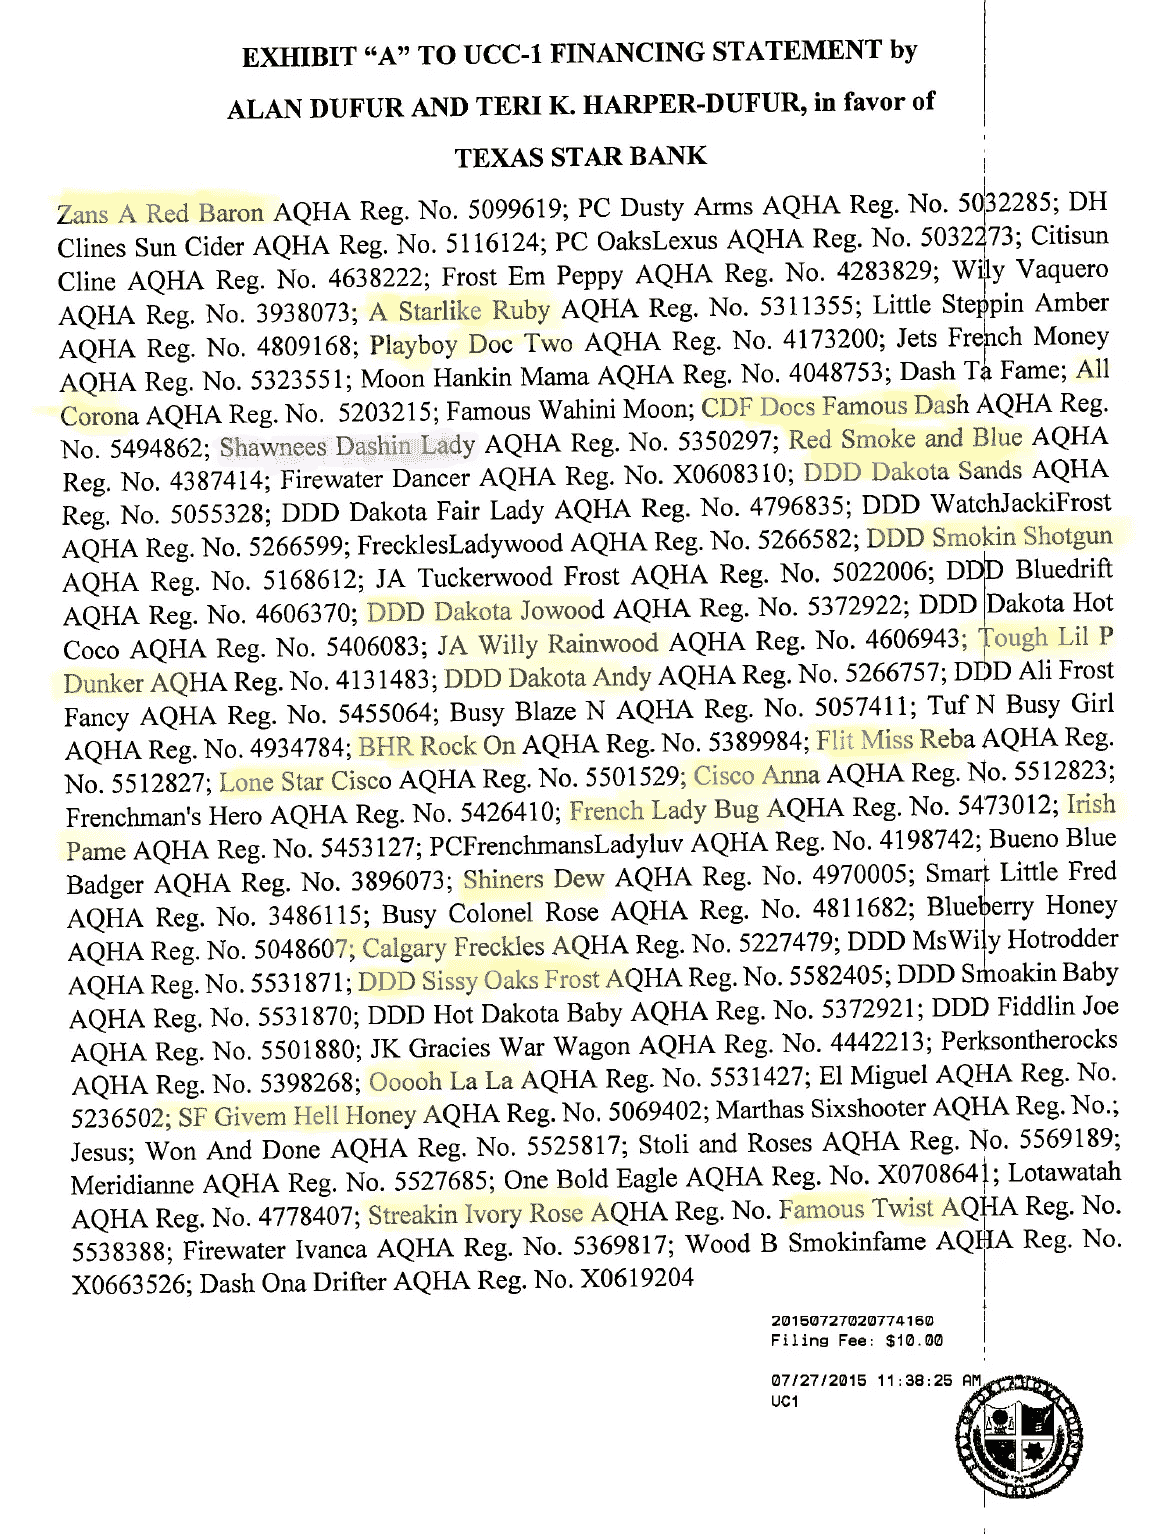 EXHIBIT “A” TO UCC-1 FINANCING STATEMENT by
ALAN DUFUR AND TERI K. HARPER-DUFUR, in favor of
TEXAS STAR BANK
Zans A Red Baron AQHA Reg. No. 5099619; PC Dusty Arms AQHA Reg. No. 5032285; DH
Clines Sun Cider AQHA Reg. No. 5116124; PC OaksLexus AQHA Reg. No. 5032273; Citisun
Cline AQHA Reg. No. 4638222; Frost Em Peppy AQHA Reg. No. 4283829; Wily Vaquero
AQHA Reg. No. 3938073; A Starlike Ruby AQHA Reg. No. 5311355; Little Steppin Amber
AQHA Reg. No. 4809168; Playboy Doc Two AQHA Reg. No. 4173200; Jets French Money
AQHA Reg. No. 5323551; Moon Hankin Mama AQHA Reg. No. 4048753; Dash Ta Fame; All
Corona AQHA Reg. No. 5203215; Famous Wahini Moon; CDF Docs Famous Dash AQHA Reg.
No. 5494862; Shawnees Dashin Lady AQHA Reg. No. 5350297; Red Smoke and Blue AQHA
Reg. No. 4387414; Firewater Dancer AQHA Reg. No. X0608310; DDD Dakota Sands AQHA
Reg. No. 5055328; DDD Dakota Fair Lady AQHA Reg. No. 4796835; DDD WatchJackiFrost
AQHA Reg. No. 5266599; FrecklesLadywood AQHA Reg. No. 5266582; DDD Smokin Shotgun
AQHA Reg. No. 5168612; JA Tuckerwood Frost AQHA Reg. No. 5022006; DDD Bluedrift
AQHA Reg. No. 4606370; DDD Dakota Jowood AQHA Reg. No. 5372922; DDD Dakota Hot
Coco AQHA Reg. No. 5406083; JA Willy Rainwood AQHA Reg. No. 4606943; Tough Lil P
Dunker AQHA Reg. No. 4131483; DDD Dakota Andy AQHA Reg. No. 5266757; DDD Ali Frost
Fancy AQHA Reg. No. 5455064; Busy Blaze N AQHA Reg. No. 5057411; Tuf N Busy Girl
AQHA Reg. No. 4934784; BHR Rock On AQHA Reg. No. 5389984; Flit Miss Reba AQHA Reg.
No. 5512827; Lone Star Cisco AQHA Reg. No. 5501529; Cisco Anna AQHA Reg. No. 5512823;
Frenchman's Hero AQHA Reg. No. 5426410; French Lady Bug AQHA Reg. No. 5473012; Irish
Pame AQHA Reg. No. 5453127; PCFrenchmansLadyluv AQHA Reg. No. 4198742; Bueno Blue
Badger AQHA Reg. No. 3896073; Shiners Dew AQHA Reg. No. 4970005; Smart Little Fred
AQHA Reg. No. 3486115; Busy Colonel Rose AQHA Reg. No. 4811682; Blueberry Honey
AQHA Reg. No. 5048607; Calgary Freckles AQHA Reg. No. 5227479; DDD MsWily Hotrodder
AQHA Reg. No. 5531871; DDD Sissy Oaks Frost AQHA Reg. No. 5582405; DDD Smoakin Baby
AQHA Reg. No. 5531870; DDD Hot Dakota Baby AQHA Reg. No. 5372921; DDD Fiddlin Joe
AQHA Reg. No. 5501880; JK Gracies War Wagon AQHA Reg. No. 4442213; Perksontherocks
AQHA Reg. No. 5398268; Ooooh La La AQHA Reg. No. 5531427; El Miguel AQHA Reg. No.
5236502; SF Givem Hell Honey AQHA Reg. No. 5069402; Marthas Sixshooter AQHA Reg. No.;
Jesus; Won And Done AQHA Reg. No. 5525817; Stoli and Roses AQHA Reg. No. 5569189;
Meridianne AQHA Reg. No. 5527685; One Bold Eagle AQHA Reg. No. X0708641; Lotawatah
AQHA Reg. No. 4778407; Streakin Ivory Rose AQHA Reg. No. Famous Twist AQHA Reg. No.
5538388; Firewater Ivanca AQHA Reg. No. 5369817; Wood B Smokinfame AQHA Reg. No.
X0663526; Dash Ona Drifter AQHA Reg. No. X0619204
20150727020774160
Filing Fee: $10.00
07/27/2015 11:38:25 AM
UC1
SEAL OF OKLAHOMA COUNTY